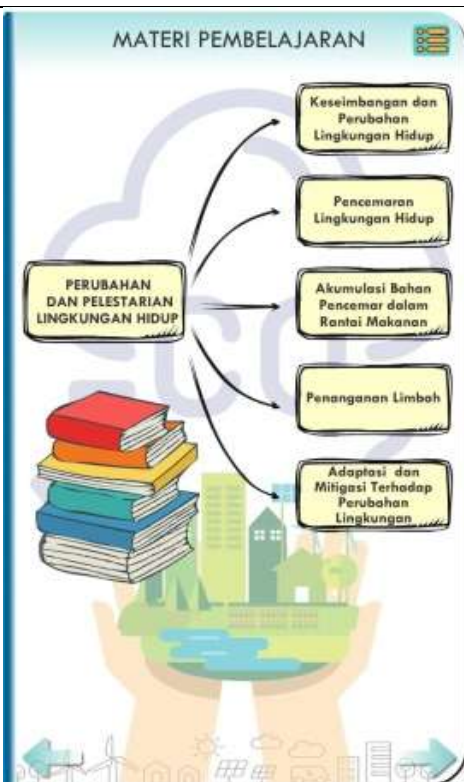 MATERI PEMBELAJARAN
Keseimbangan dan
Perubahan
Lingkungan Hidup
Pencemaran
Lingkungan Hidup
PERUBAHAN
DAN PELESTARIAN
LINGKUNGAN HIDUP
Akumulasi Bahan
Pencemar dalam
Rantai Makanan
Penanganan Limbah
Adaptasi dan
Mitigasi Terhadap
Perubahan
Lingkungan
CO